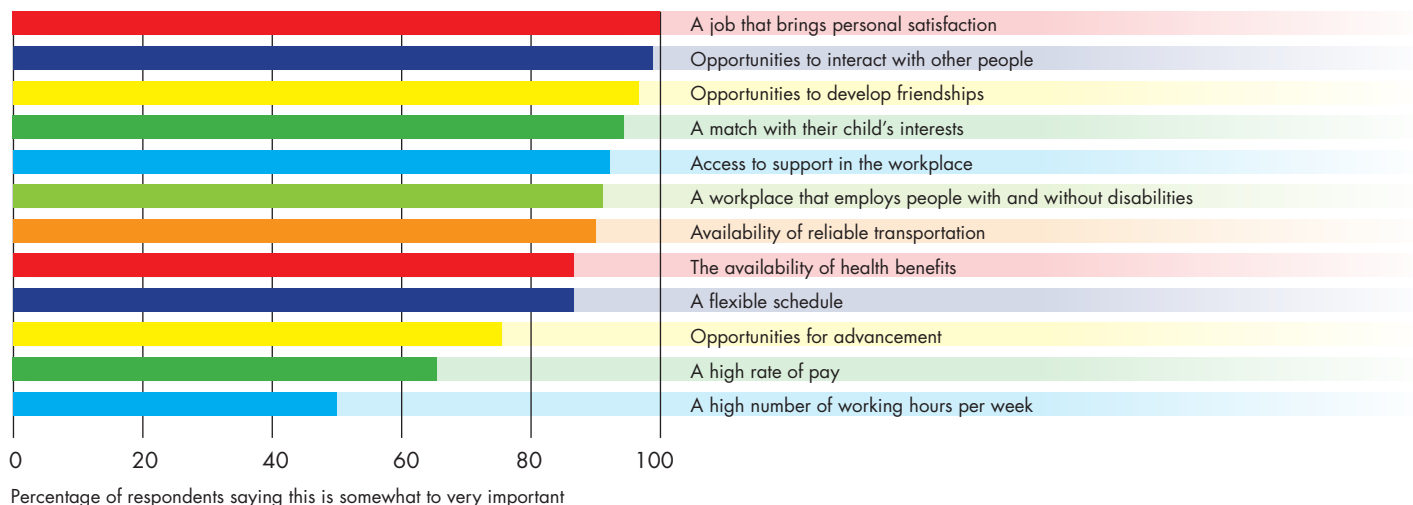 A job that brings personal satisfaction
Opportunities to interact with other people
Opportunities to develop friendships
A match with their child's interests
Access to support in the workplace
A workplace that employs people with and without disabilities
Availability of reliable transportation
The availability of health benefits
A flexible schedule
Opportunities for advancement
A high rate of pay
A high number of working hours per week
0 20 40 60 80 100
Percentage of respondents saying this is somewhat to very important